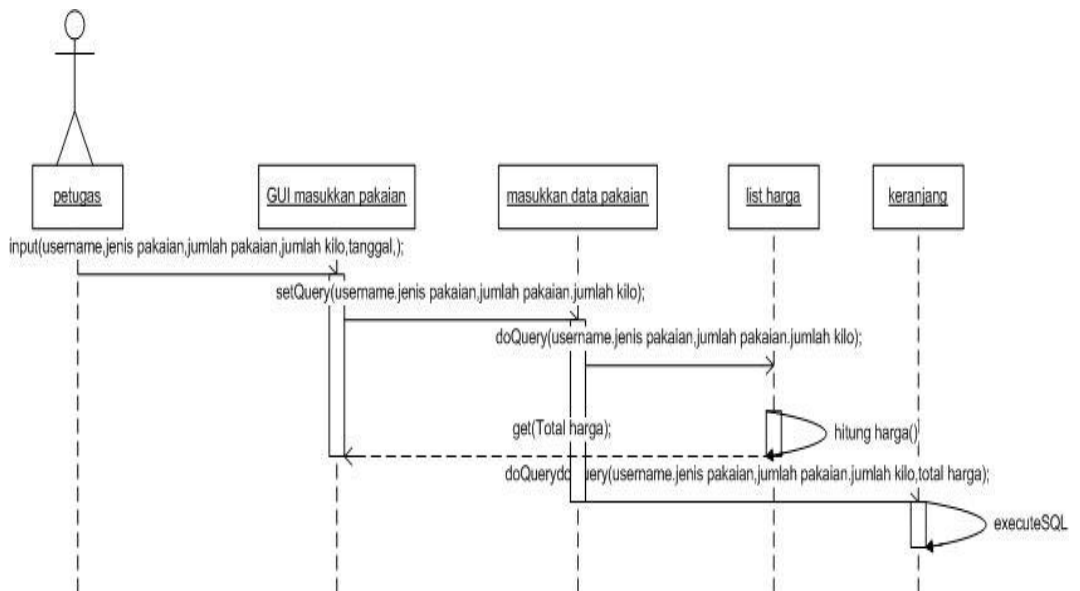 petugas
GUI masukkan pakaian
masukkan data pakaian
list harga
keranjang
input(username,jenis pakaian,jumlah pakaian,jumlah kilo,tanggal,);
setQuery(username.jenis pakaian,jumlah pakaian.jumlah kilo);
doQuery(username.jenis pakaian,jumlah pakaian.jumlah kilo);
hitung harga()
get(Total harga);
doQuerydoQuery(username.jenis pakaian,jumlah pakaian.jumlah kilo,total harga);
executeSQL